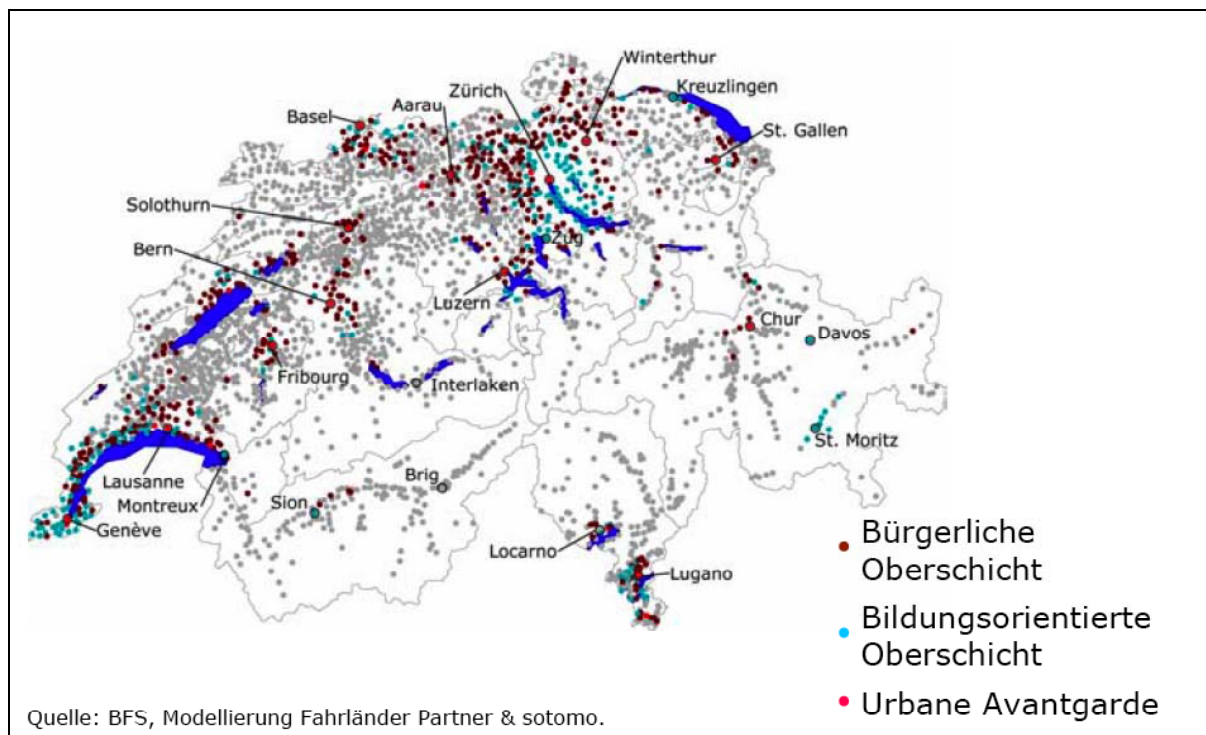 Winterthur
Kreuzlingen
Zürich
Aarau
Basel
St. Gallen
Solothurn
Bern
Zug
Luzern
Chur
Davos
Fribourg
Interlaken
St. Moritz
Lausanne
Brig
Montreux
Sion
Genève
Locarno
Lugano
Bürgerliche
Oberschicht
Bildungsorientierte
Oberschicht
Urbane Avantgarde
Quelle: BFS, Modellierung Fahrländer Partner & sotomo.